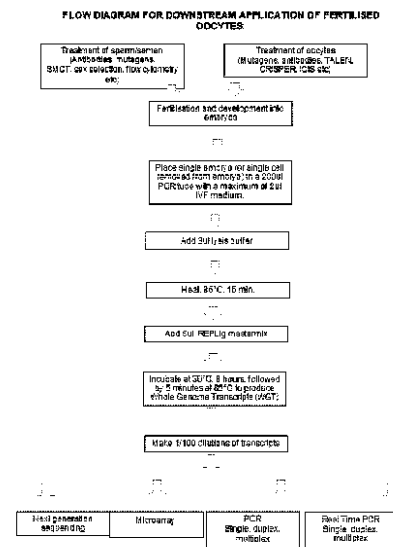 FLOW DIAGRAM FOR DOWNSTREAM APPLICATION OF FERTILISED
OOCYTES
Treatment of sperm/semen
(Antibodies, mutagens,
SMCT, sex selection, flow cytometry
etc)
Treatment of oocytes
(Mutagens, antibodies, TALEN,
CRISPER, ICIS etc)
Fertilisation and development into
embryos
Place single embryo (or single cell
removed from embryo) in a 200ul
PCR tube with a maximum of 2ul
IVF medium.
Add 3ul lysis buffer
Heat, 95°C, 15 min.
Add 5ul REPLIg mastermix
Incubate at 30°C, 8 hours, followed
by 5 minutes at 65°C to produce
Whole Genome Transcripts (WGT)
Make 1/100 dilutions of transcripts
Next generation
sequencing
Microarray
PCR
Single, duplex,
multiplex
Real Time PCR
Single, duplex,
multiplex